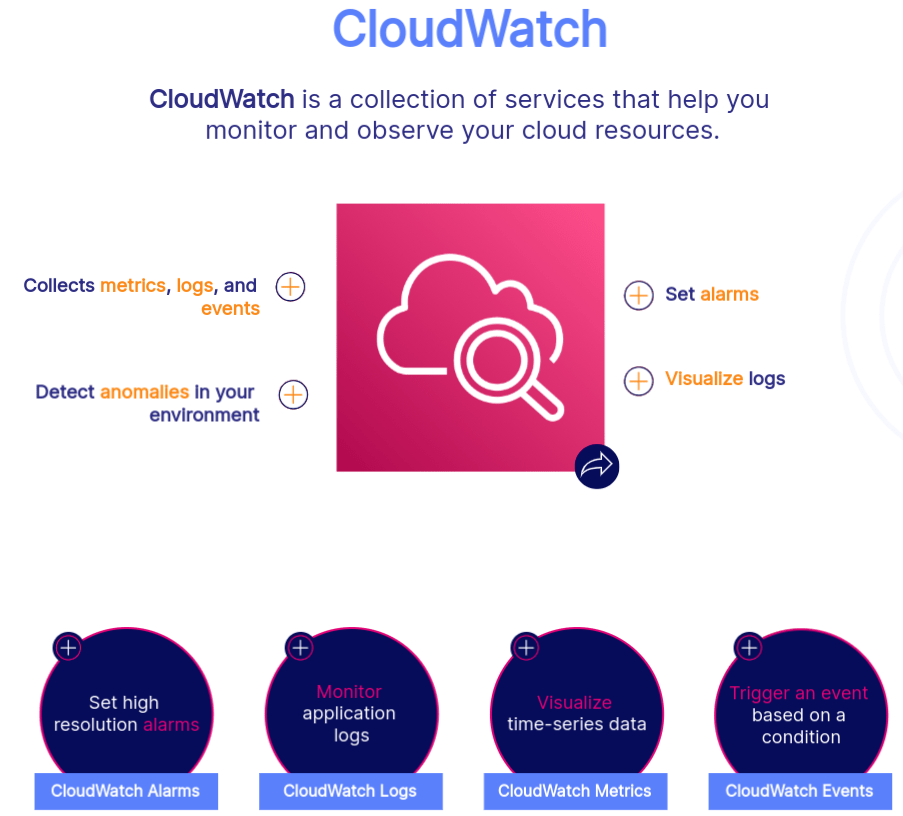 CloudWatch
CloudWatch is a collection of services that help you
monitor and observe your cloud resources.
Collects metrics, logs, and
events
Detect anomalies in your
environment
Set alarms
Visualize logs
Set high
resolution alarms
CloudWatch Alarms
Monitor
application
logs
CloudWatch Logs
Visualize
time-series data
CloudWatch Metrics
Trigger an event
based on a
condition
CloudWatch Events